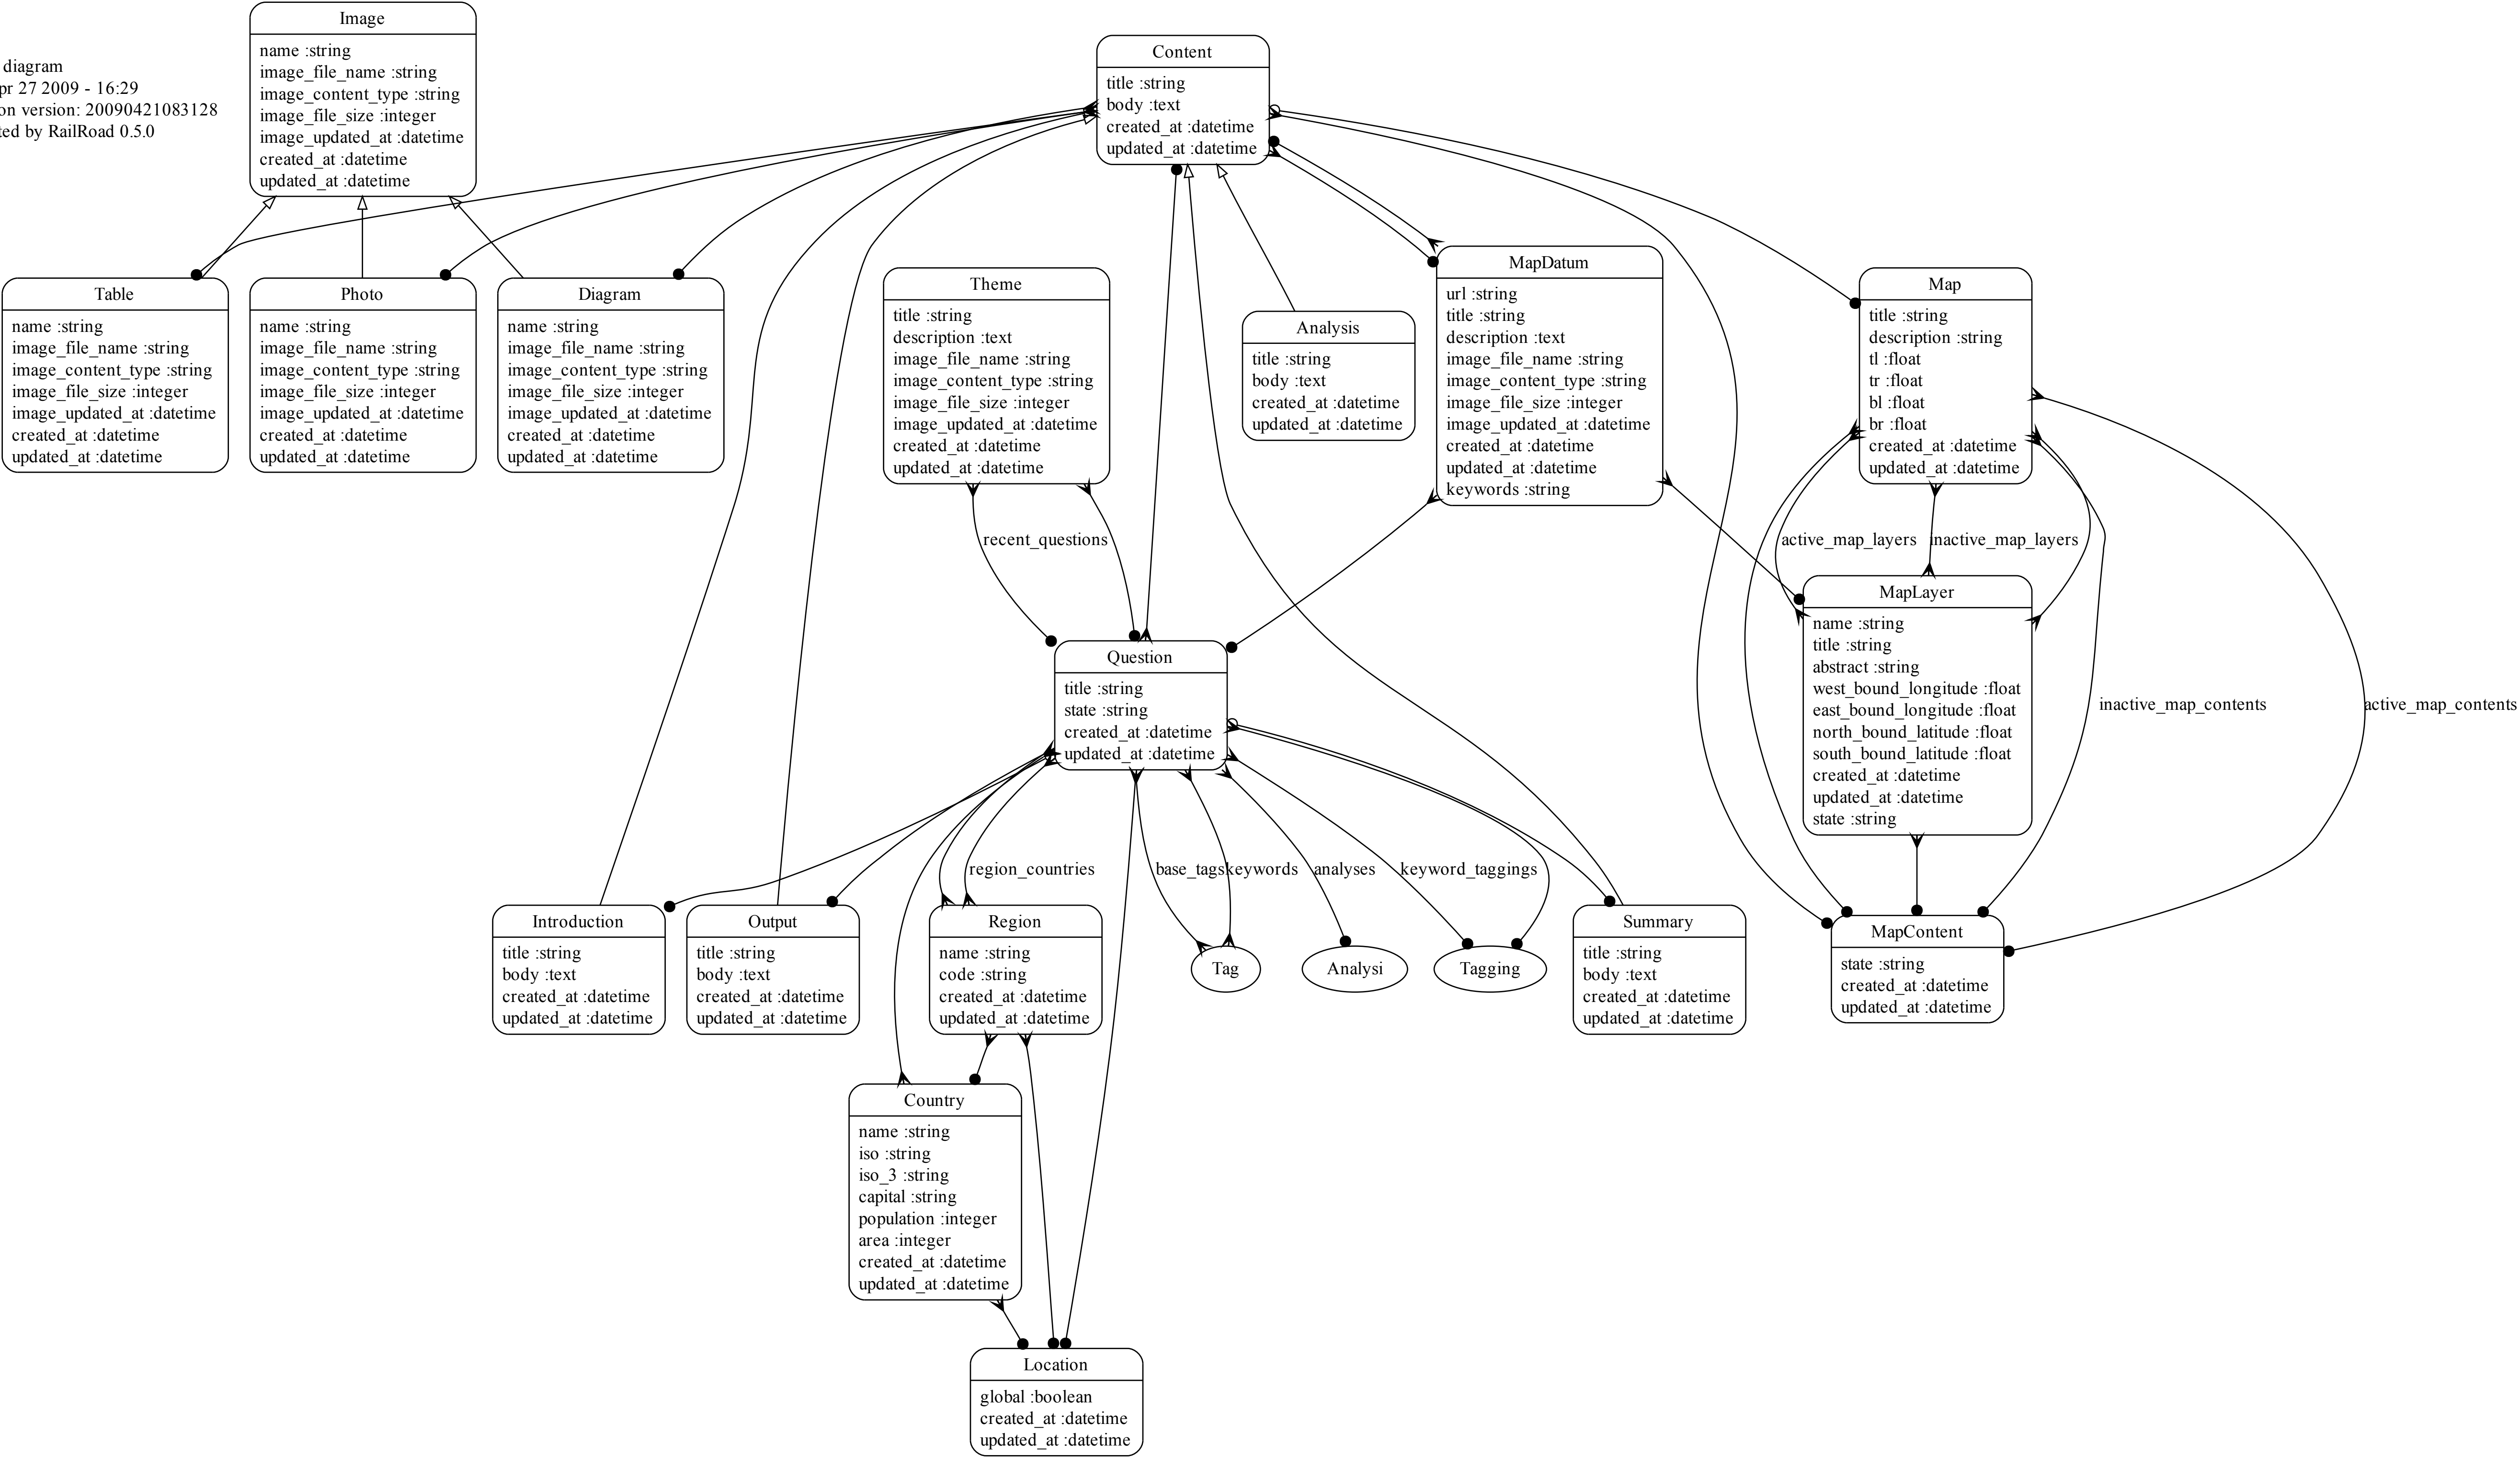 diagram
pr 27 2009 - 16:29
on version: 20090421083128
ted by RailRoad 0.5.0
Image
name :string
image_file_name :string
image_content_type :string
image_file_size :integer
image_updated_at :datetime
created_at :datetime
updated_at :datetime
Content
title :string
body :text
created_at :datetime
updated_at :datetime
Table
name :string
image_file_name :string
image_content_type :string
image_file_size :integer
image_updated_at :datetime
created_at :datetime
updated_at :datetime
Photo
name :string
image_file_name :string
image_content_type :string
image_file_size :integer
image_updated_at :datetime
created_at :datetime
updated_at :datetime
Diagram
name :string
image_file_name :string
image_content_type :string
image_file_size :integer
image_updated_at :datetime
created_at :datetime
updated_at :datetime
Theme
title :string
description :text
image_file_name :string
image_content_type :string
image_file_size :integer
image_updated_at :datetime
created_at :datetime
updated_at :datetime
Analysis
title :string
body :text
created_at :datetime
updated_at :datetime
MapDatum
url :string
title :string
description :text
image_file_name :string
image_content_type :string
image_file_size :integer
image_updated_at :datetime
created_at :datetime
updated_at :datetime
keywords :string
Map
title :string
description :string
tl :float
tr :float
bl :float
br :float
created_at :datetime
updated_at :datetime
recent_questions
active_map_layers
inactive_map_layers
Question
title :string
state :string
created_at :datetime
updated_at :datetime
MapLayer
name :string
title :string
abstract :string
west_bound_longitude :float
east_bound_longitude :float
north_bound_latitude :float
south_bound_latitude :float
created_at :datetime
updated_at :datetime
state :string
inactive_map_contents
active_map_contents
region_countries
base_tags
keywords
analyses
keyword_taggings
Introduction
title :string
body :text
created_at :datetime
updated_at :datetime
Output
title :string
body :text
created_at :datetime
updated_at :datetime
Region
name :string
code :string
created_at :datetime
updated_at :datetime
Tag
Analysi
Tagging
Summary
title :string
body :text
created_at :datetime
updated_at :datetime
MapContent
state :string
created_at :datetime
updated_at :datetime
Country
name :string
iso :string
iso_3 :string
capital :string
population :integer
area :integer
created_at :datetime
updated_at :datetime
Location
global :boolean
created_at :datetime
updated_at :datetime